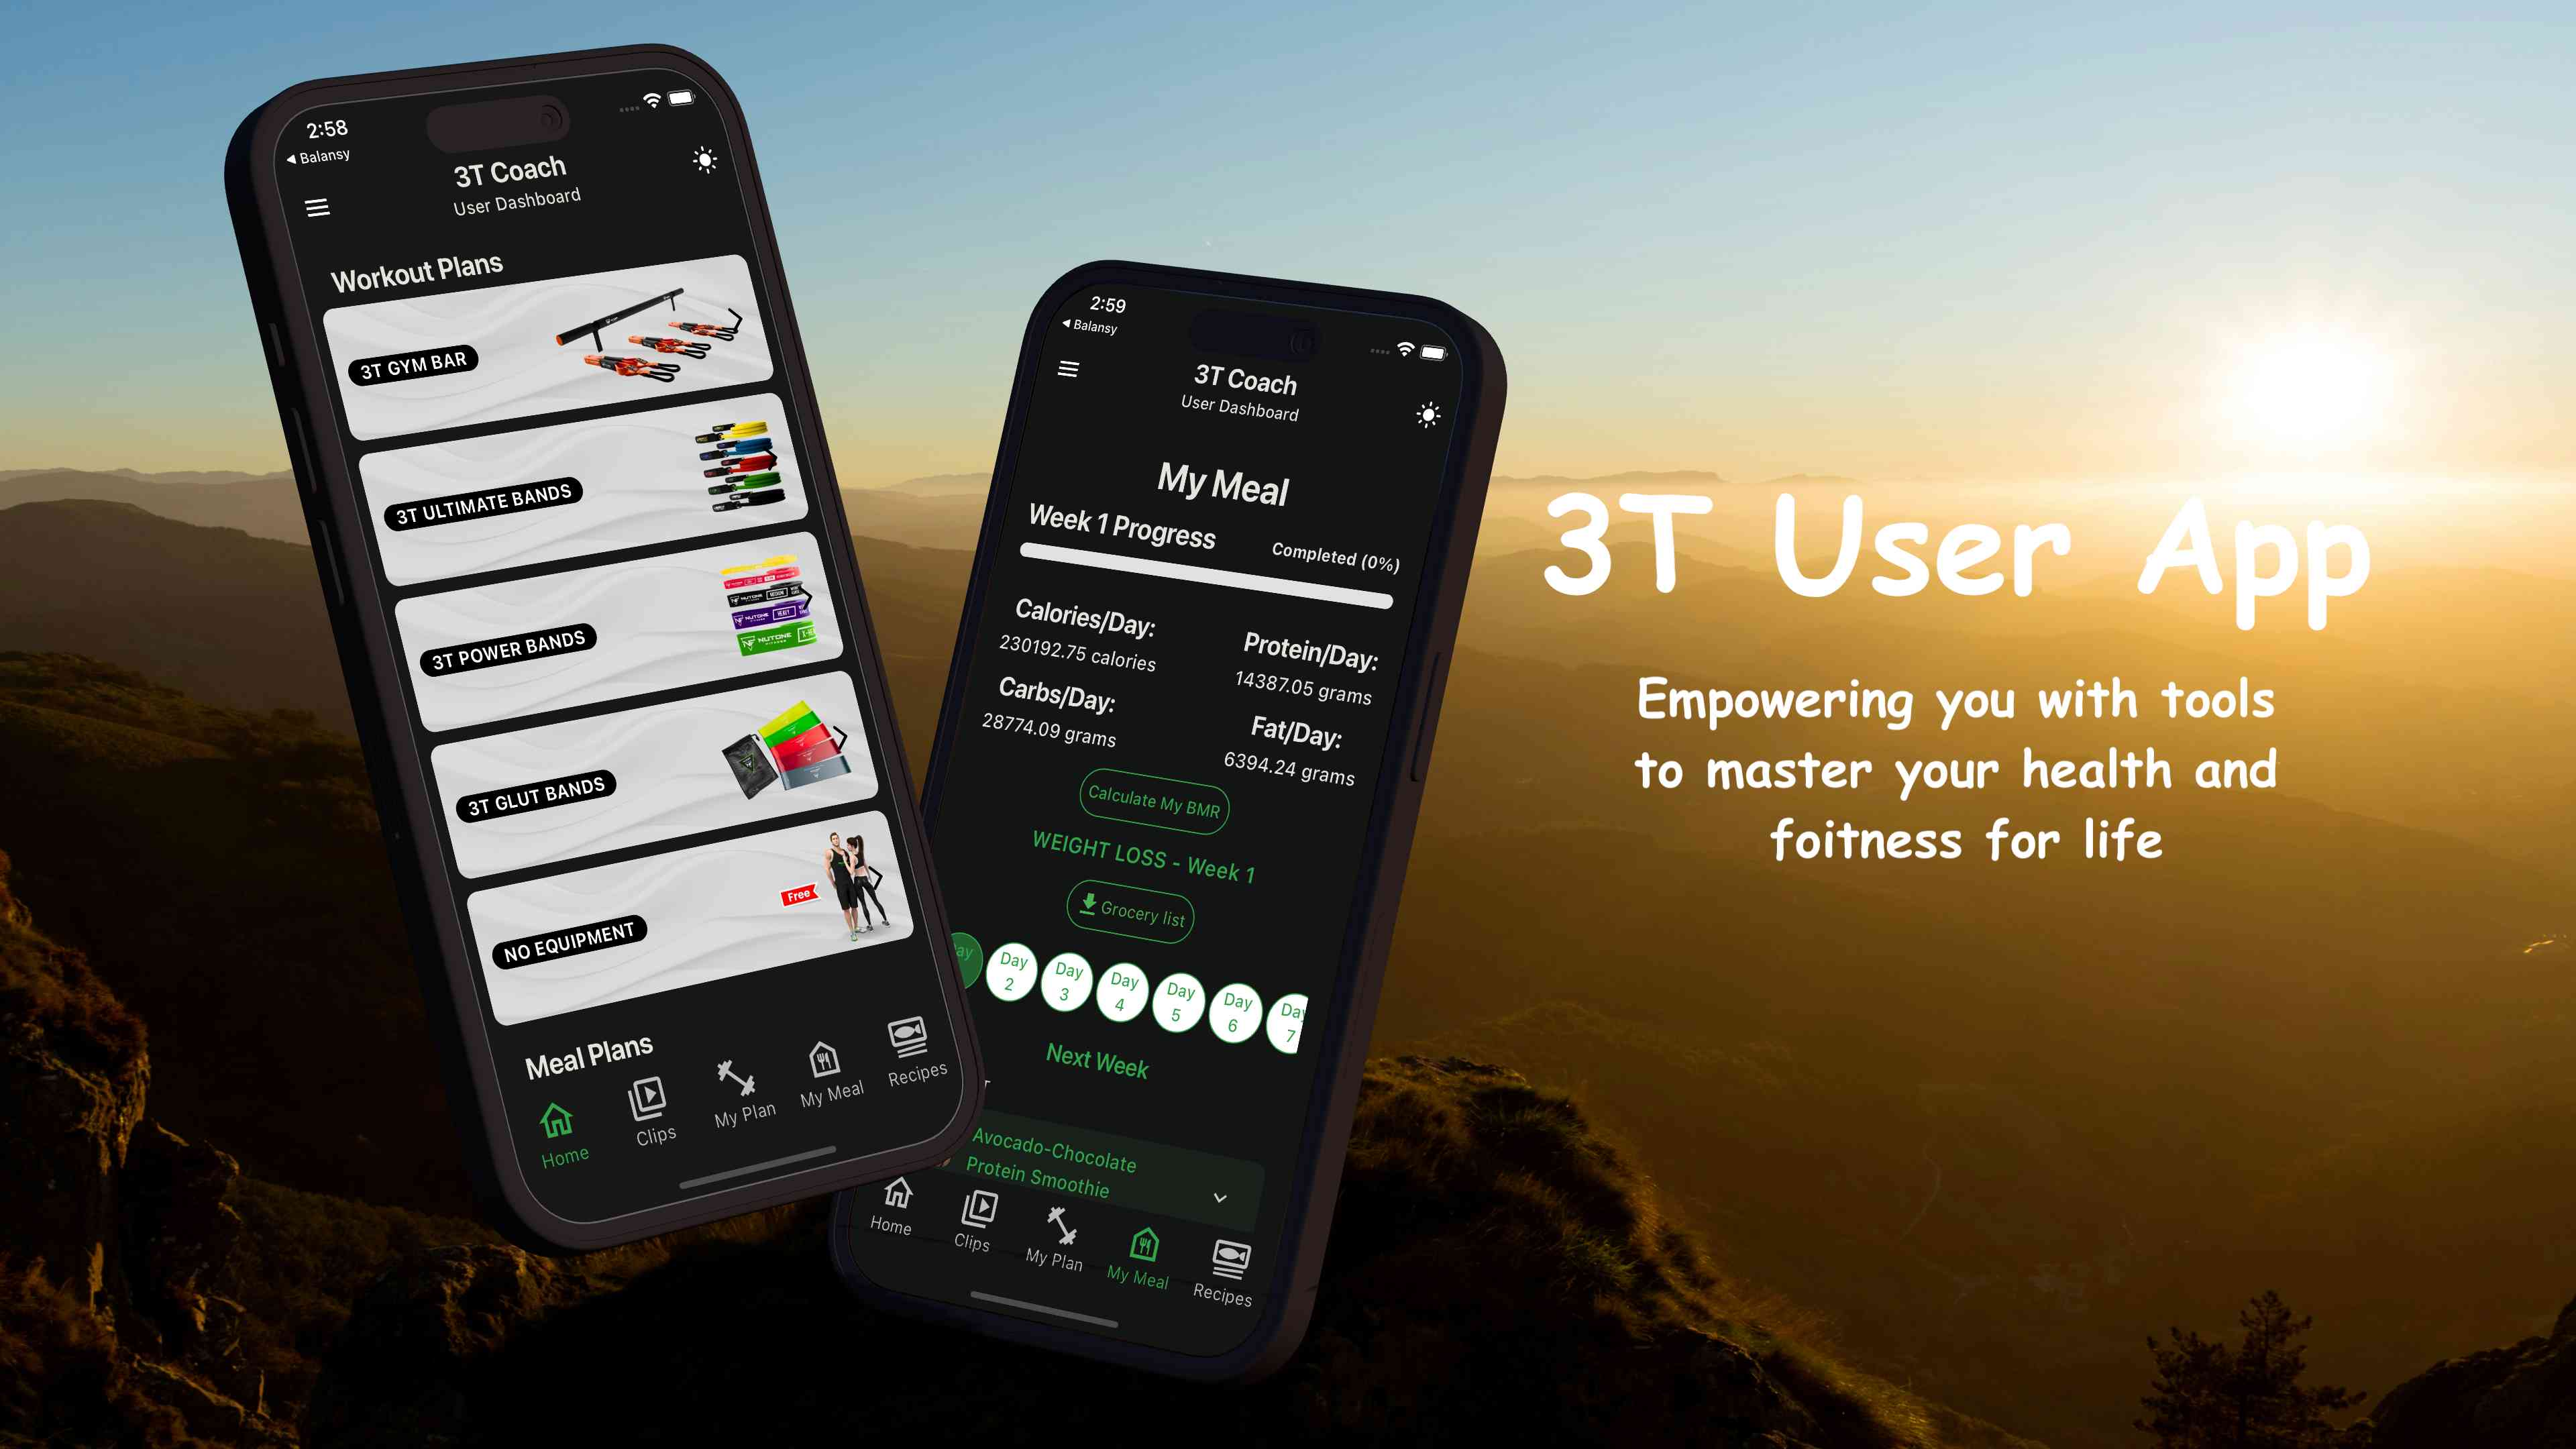 2:58
Balansy
3T Coach
User Dashboard
Workout Plans
3T GYM BAR
3T ULTIMATE BANDS
3T POWER BANDS
NUTONE
NUTONE
NUTONE
3T GLUT BANDS
Free
NO EQUIPMENT
Meal Plans
Home
Clips
My Plan
My Meal
Recipes
2:59
Balansy
3T Coach
User Dashboard
My Meal
Week 1 Progress
Completed (0%)
Calories/Day:
230192.75 calories
Protein/Day:
14387.05 grams
Carbs/Day:
28774.09 grams
Fat/Day:
6394.24 grams
Calculate My BMR
WEIGHT LOSS - Week 1
Grocery list
Day
2
Day
3
Day
4
Day
5
Day
6
Day
7
Next Week
Avocado-Chocolate
Protein Smoothie
Home
Clips
My Plan
My Meal
Recipes
3T User App
Empowering you with tools
to master your health and
foitness for life